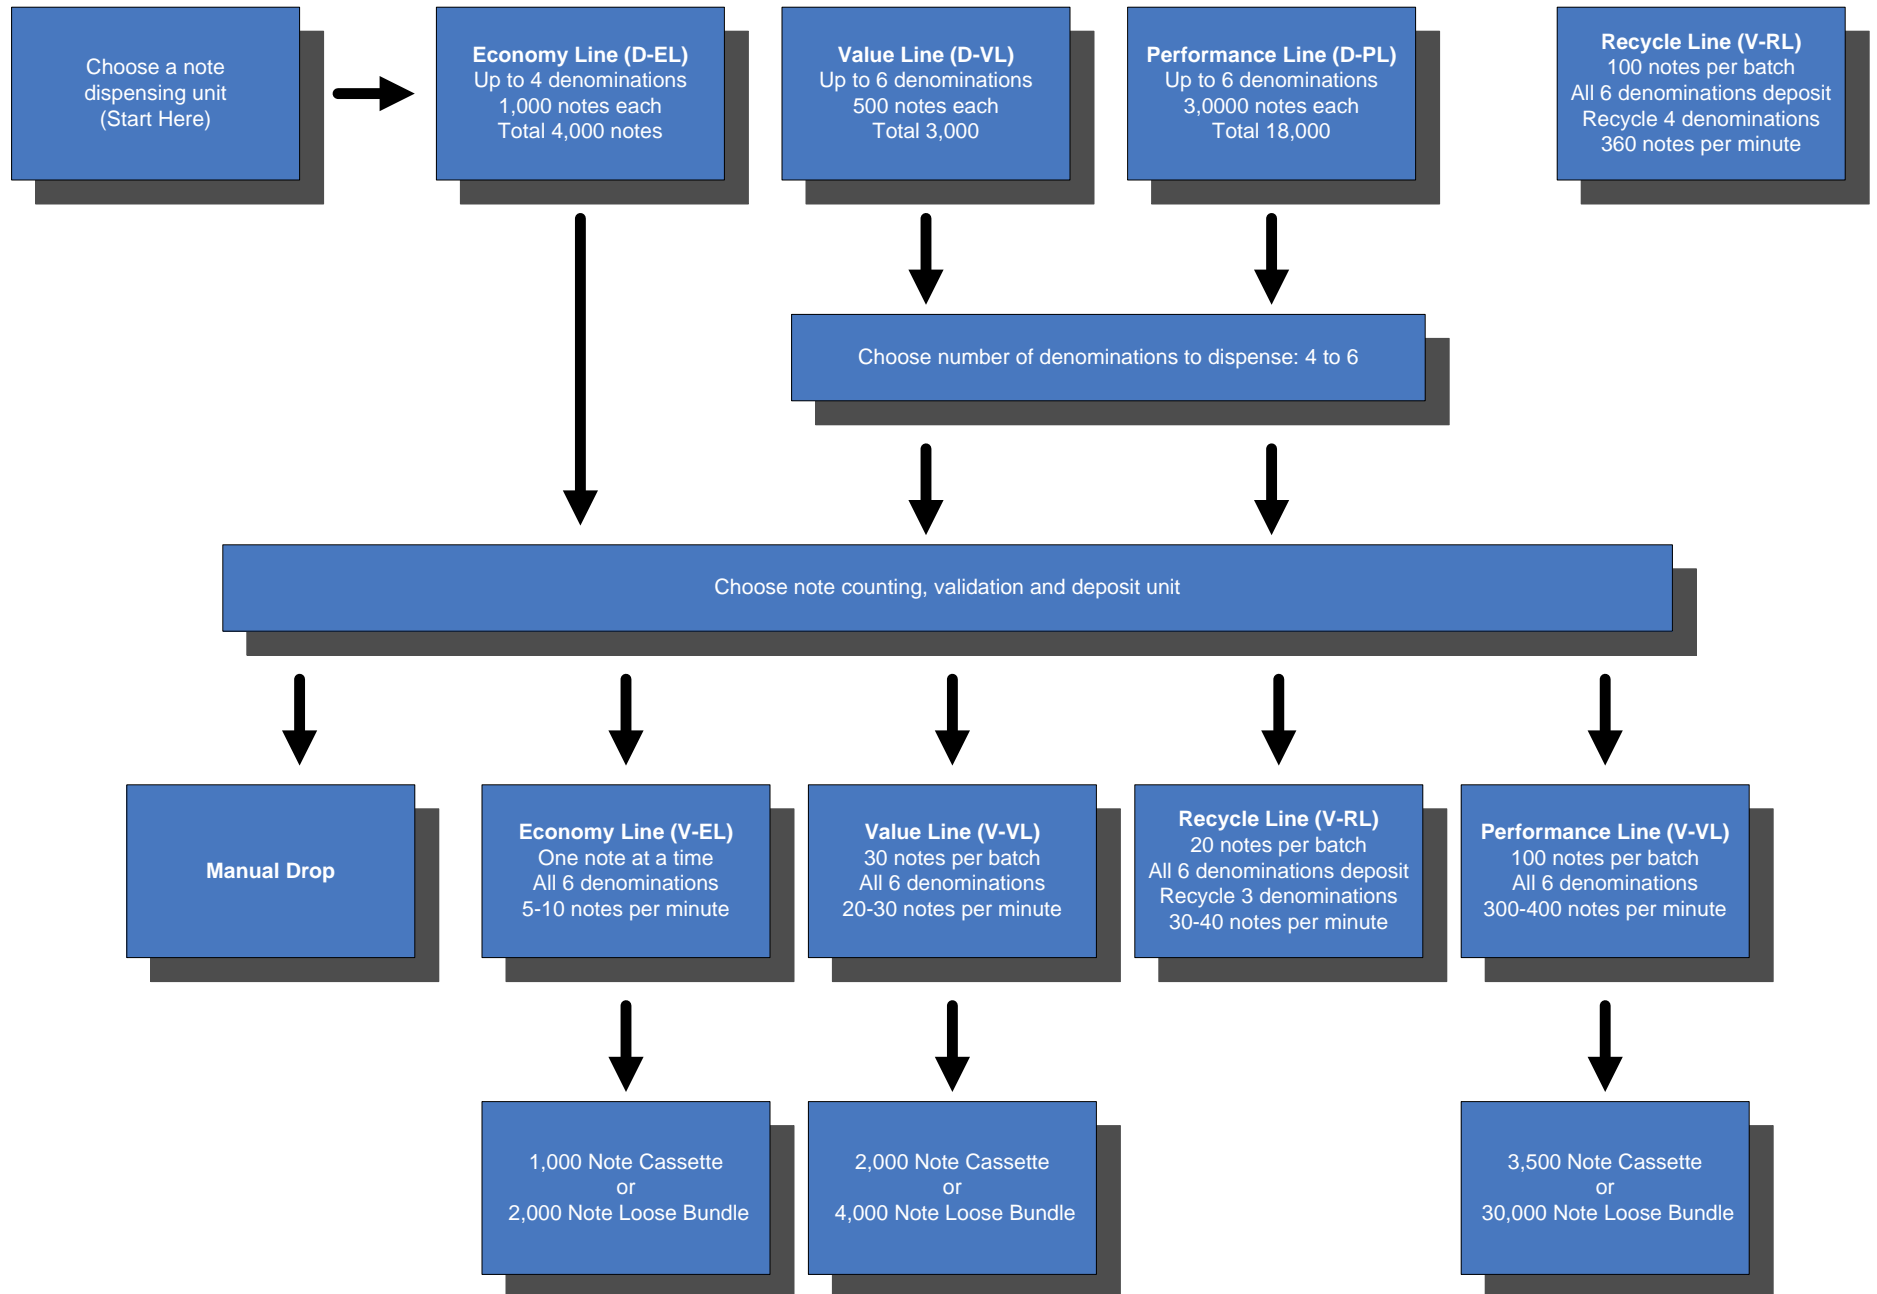 Choose a note
dispensing unit
(Start Here)
Economy Line (D-EL)
Up to 4 denominations
1,000 notes each
Total 4,000 notes
Value Line (D-VL)
Up to 6 denominations
500 notes each
Total 3,000
Performance Line (D-PL)
Up to 6 denominations
3,0000 notes each
Total 18,000
Recycle Line (V-RL)
100 notes per batch
All 6 denominations deposit
Recycle 4 denominations
360 notes per minute
Choose number of denominations to dispense: 4 to 6
Choose note counting, validation and deposit unit
Manual Drop
Economy Line (V-EL)
One note at a time
All 6 denominations
5-10 notes per minute
Value Line (V-VL)
30 notes per batch
All 6 denominations
20-30 notes per minute
Recycle Line (V-RL)
20 notes per batch
All 6 denominations deposit
Recycle 3 denominations
30-40 notes per minute
Performance Line (V-VL)
100 notes per batch
All 6 denominations
300-400 notes per minute
1,000 Note Cassette
or
2,000 Note Loose Bundle
2,000 Note Cassette
or
4,000 Note Loose Bundle
3,500 Note Cassette
or
30,000 Note Loose Bundle